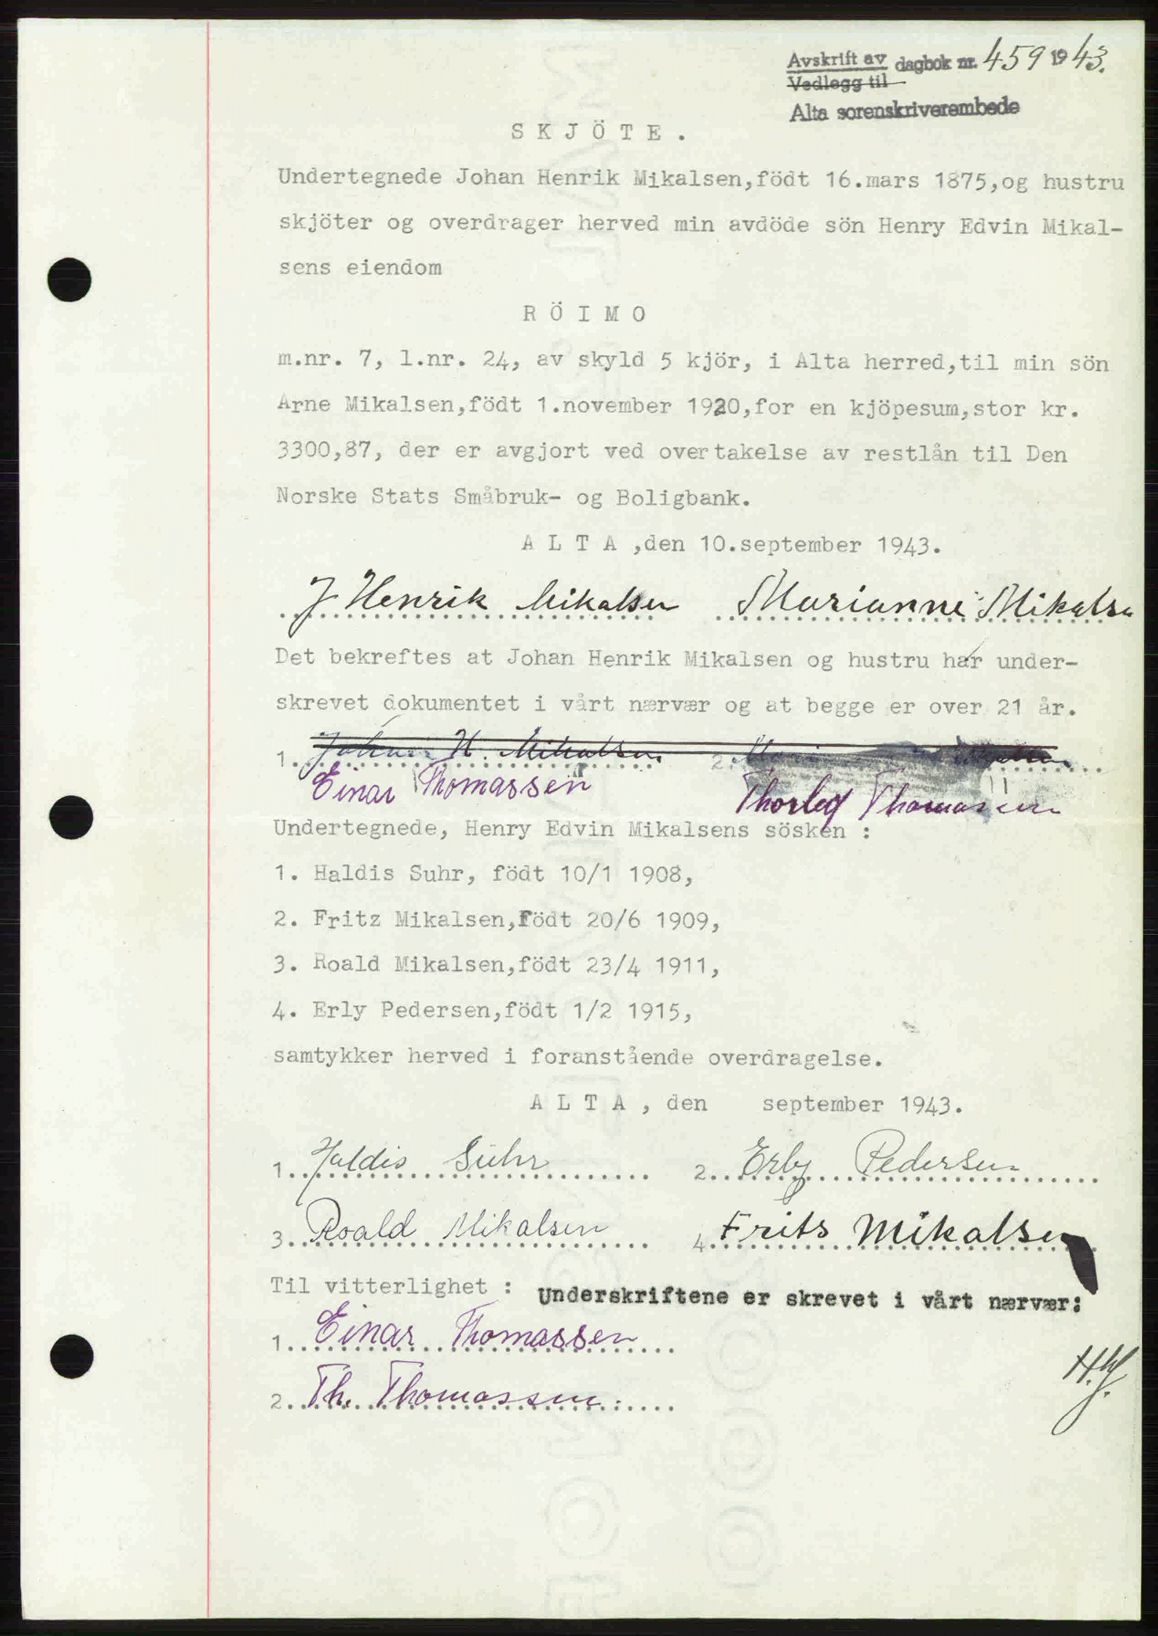 Avskrift av dagbok nr. 459 1943.
Vedlegg til
Alta sorenskriverembede
S K J Ö T E .
Undertegnede Johan Henrik Mikalsen,födt 16.mars 1875,og hustru
skjöter og overdrager herved min avdöde sön Henry Edvin Mikal-
sens eiendom
R Ö I M O
m.nr. 7, l.nr. 24, av skyld 5 kjör, i Alta herred,til min sön
Arne Mikalsen,födt 1.november 1920,for en kjöpesum,stor kr.
3300,87, der er avgjort ved overtakelse av restlån til Den
Norske Stats Småbruk- og Boligbank.
A L T A ,den 10.september 1943.
J Henrik Mikalsen Marianne Mikalsen
Det bekreftes at Johan Henrik Mikalsen og hustru har under-
skrevet dokumentet i vårt nærvær og at begge er over 21 år.
1. Johan H. Mikalsen 2.
Einar Thomassen Thorleif Thomassen
Undertegnede, Henry Edvin Mikalsens sösken :
1. Haldis Suhr, födt 10/1 1908,
2. Fritz Mikalsen,födt 20/6 1909,
3. Roald Mikalsen,födt 23/4 1911,
4. Erly Pedersen,födt 1/2 1915,
samtykker herved i foranstående overdragelse.
A L T A , den september 1943.
1. Haldis Suhr 2. Erly Pedersen
3. Roald Mikalsen 4. Frits Mikalsen
Til vitterlighet : Underskriftene er skrevet i vårt nærvær:
1. Einar Thomassen
H.J.
2. Th. Thomassen.